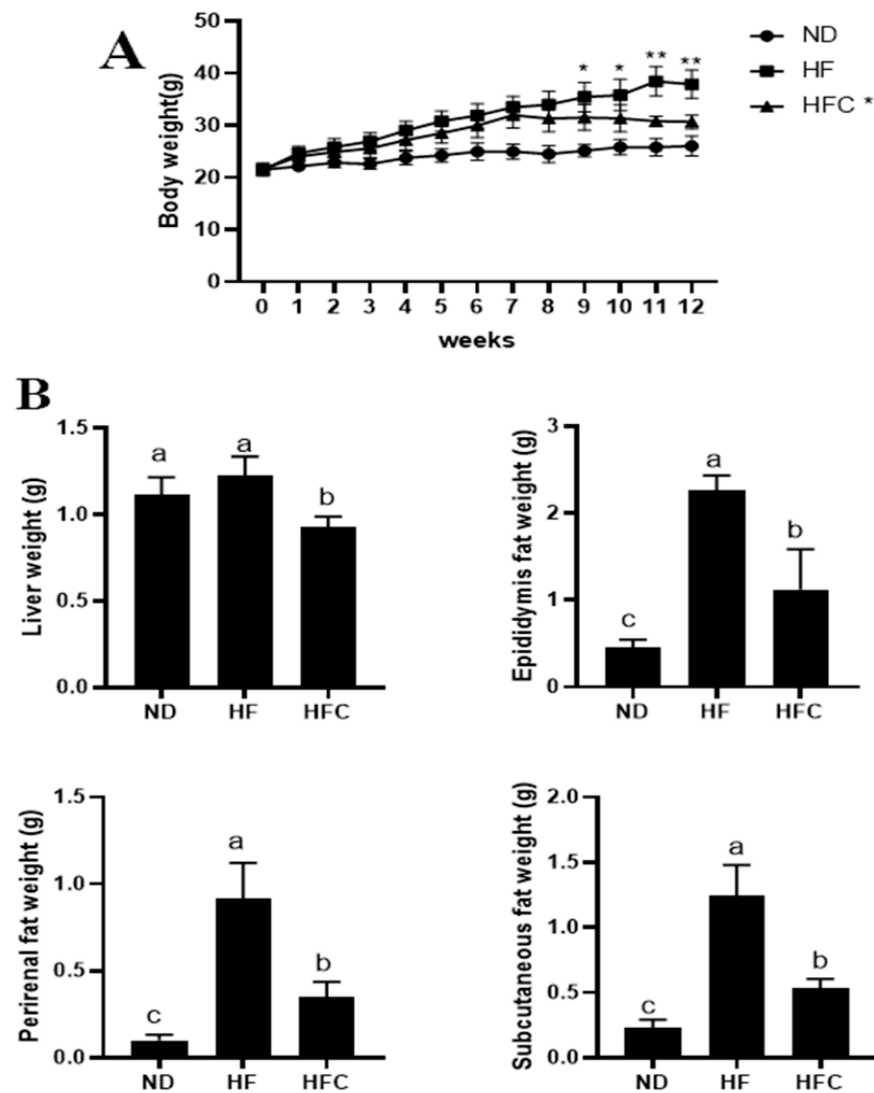 A
Body weight(g)
50
40
30
20
10
0
* * ** **
0 1 2 3 4 5 6 7 8 9 10 11 12
weeks
ND
HF
HFC *
B
Liver weight (g)
1.5
1.0
0.5
0.0
a a b
ND HF HFC
Epididymis fat weight (g)
3
2
1
0
c a b
ND HF HFC
Perirenal fat weight (g)
1.5
1.0
0.5
0.0
c a b
ND HF HFC
Subcutaneous fat weight (g)
2.0
1.5
1.0
0.5
0.0
c a b
ND HF HFC